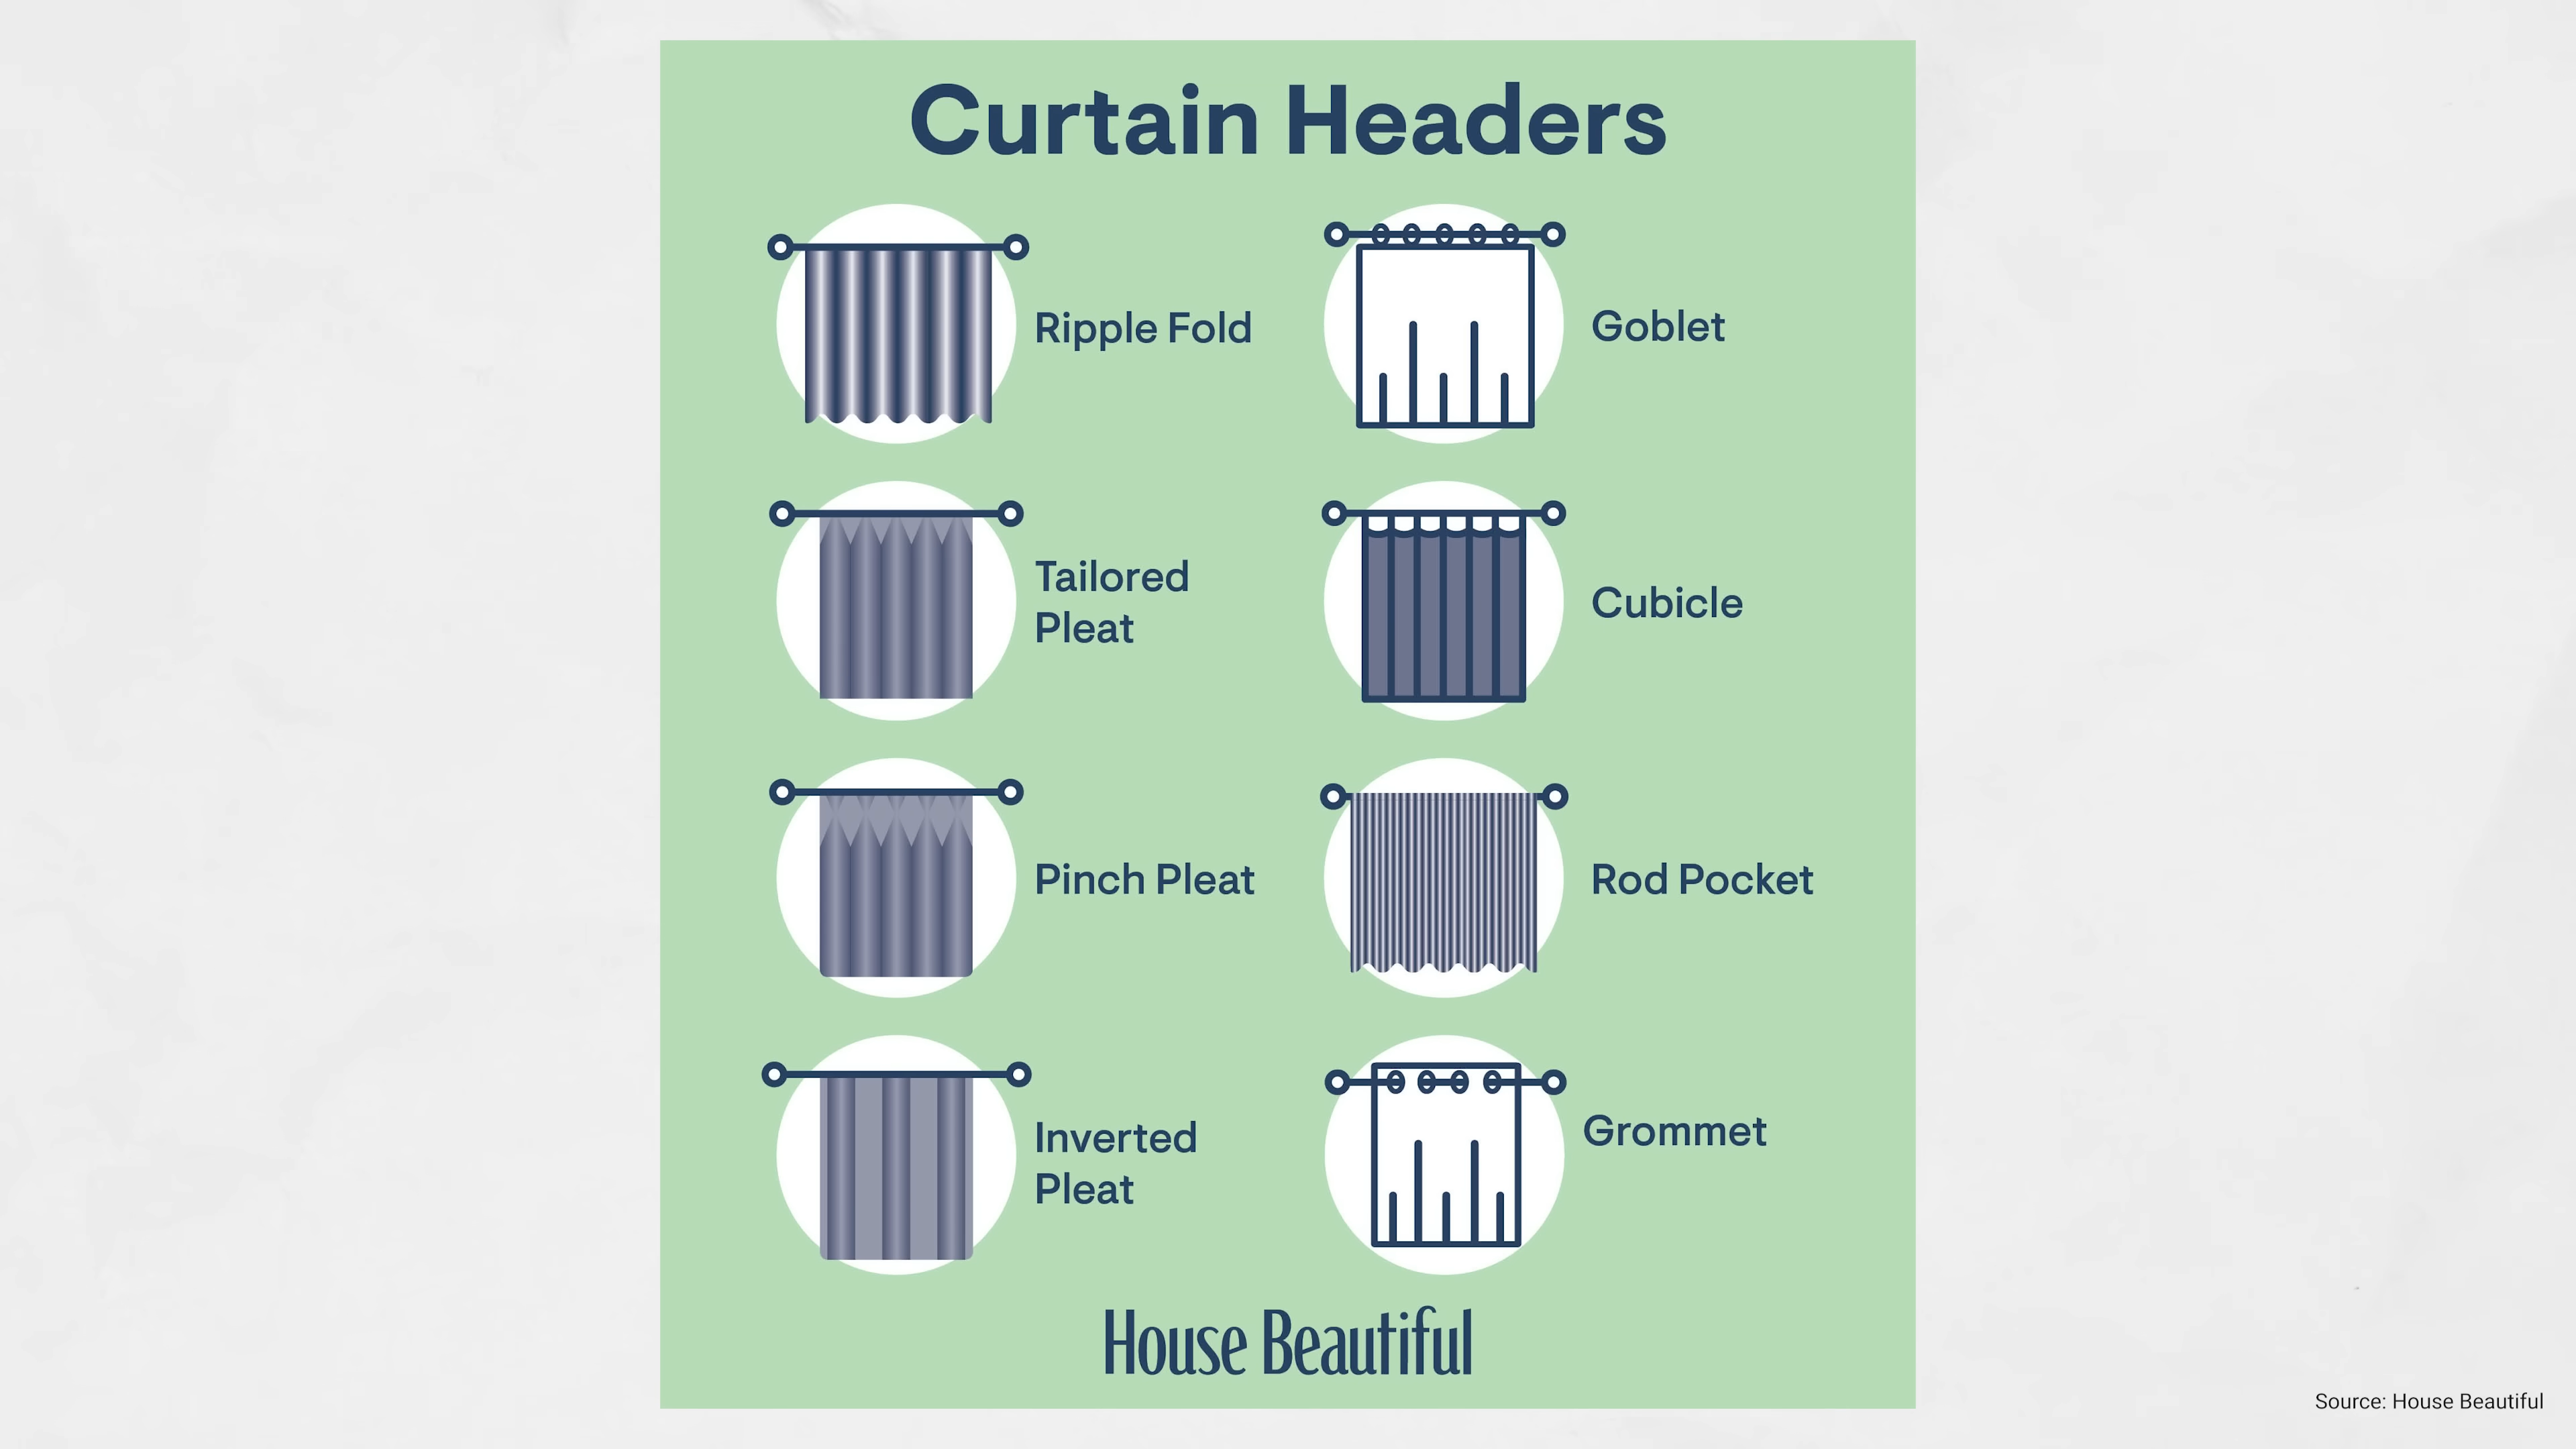 Curtain Headers
Ripple Fold
Goblet
Tailored
Pleat
Cubicle
Pinch Pleat
Rod Pocket
Inverted
Pleat
Grommet
House Beautiful
Source: House Beautiful